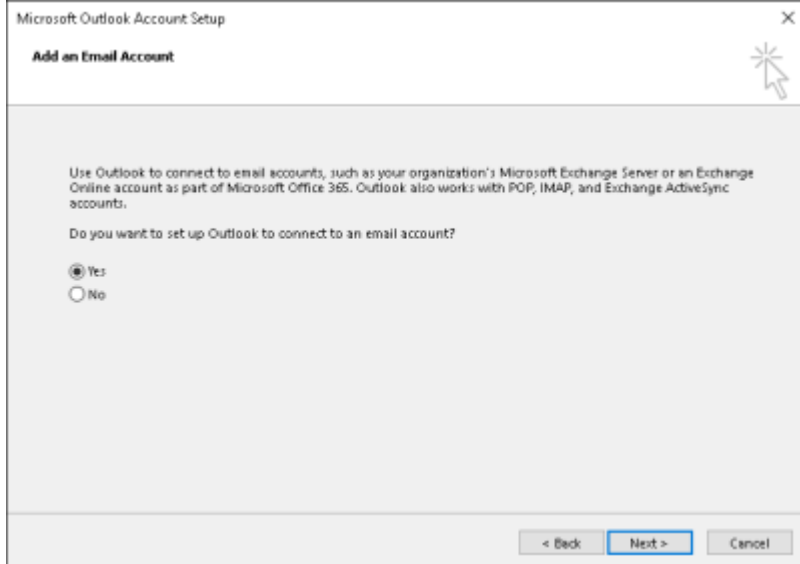 Microsoft Outlook Account Setup
Add an Email Account
Use Outlook to connect to email accounts, such as your organization's Microsoft Exchange Server or an Exchange
Online account as part of Microsoft Office 365. Outlook also works with POP, IMAP, and Exchange ActiveSync
accounts.
Do you want to set up Outlook to connect to an email account?
Yes
No
< Back Next > Cancel